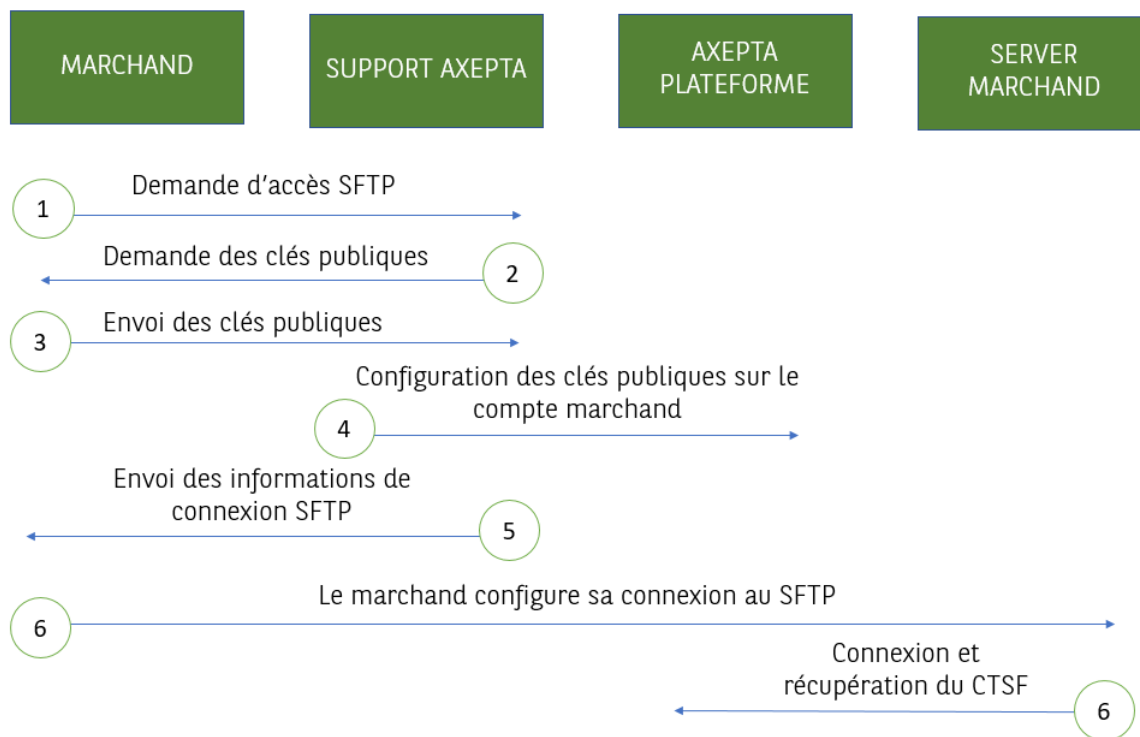 MARCHAND
SUPPORT AXEPTA
AXEPTA
PLATEFORME
SERVER
MARCHAND
1
Demande d'accès SFTP
Demande des clés publiques
2
3
Envoi des clés publiques
Configuration des clés publiques sur le
compte marchand
4
Envoi des informations de
connexion SFTP
5
Le marchand configure sa connexion au SFTP
6
Connexion et
récupération du CTSF
6